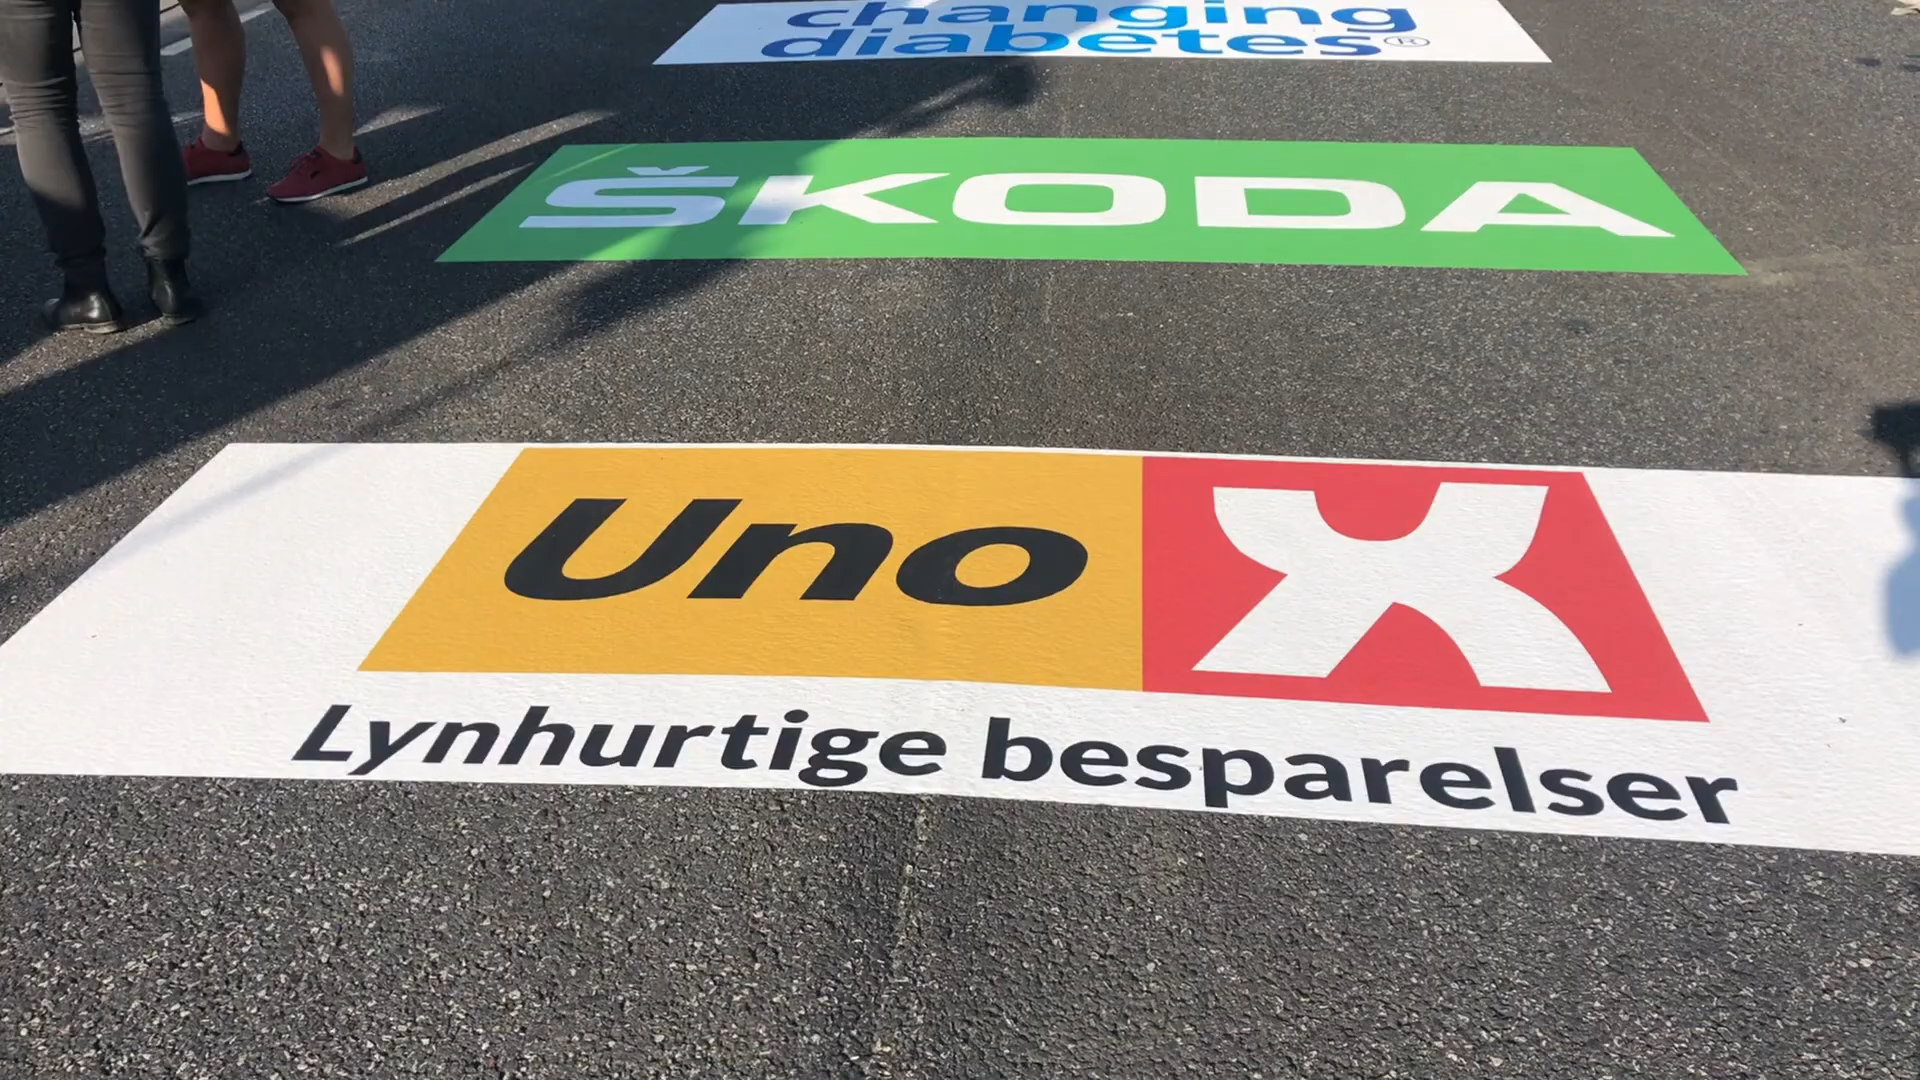 changing
diabetes®
ŠKODA
Uno X
Lynhurtige besparelser